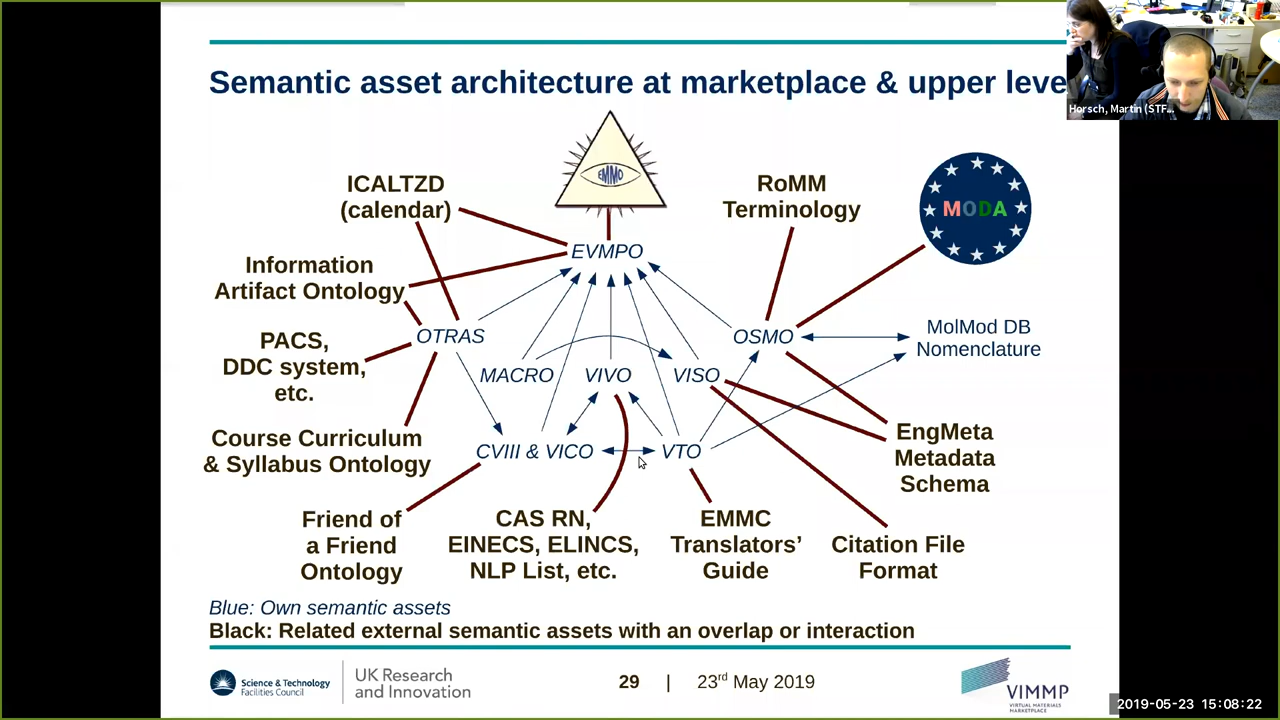 Semantic asset architecture at marketplace & upper leve
Horsch, Martin (STF...
EMMO
ICALTZD
(calendar)
RoMM
Terminology
MODA
EVMPO
Information
Artifact Ontology
OTRAS
OSMO
MolMod DB
Nomenclature
PACS,
DDC system,
etc.
MACRO
VIVO
VISO
Course Curriculum
& Syllabus Ontology
CVIII & VICO
VTO
EngMeta
Metadata
Schema
Friend of
a Friend
Ontology
CAS RN,
EINECS, ELINCS,
NLP List, etc.
EMMC
Translators’
Guide
Citation File
Format
Blue: Own semantic assets
Black: Related external semantic assets with an overlap or interaction
Science & Technology
Facilities Council
UK Research
and Innovation
29 | 23rd May 2019
VIMMP
VIRTUAL MATERIALS
MARKETPLACE
2019-05-23 15:08:22